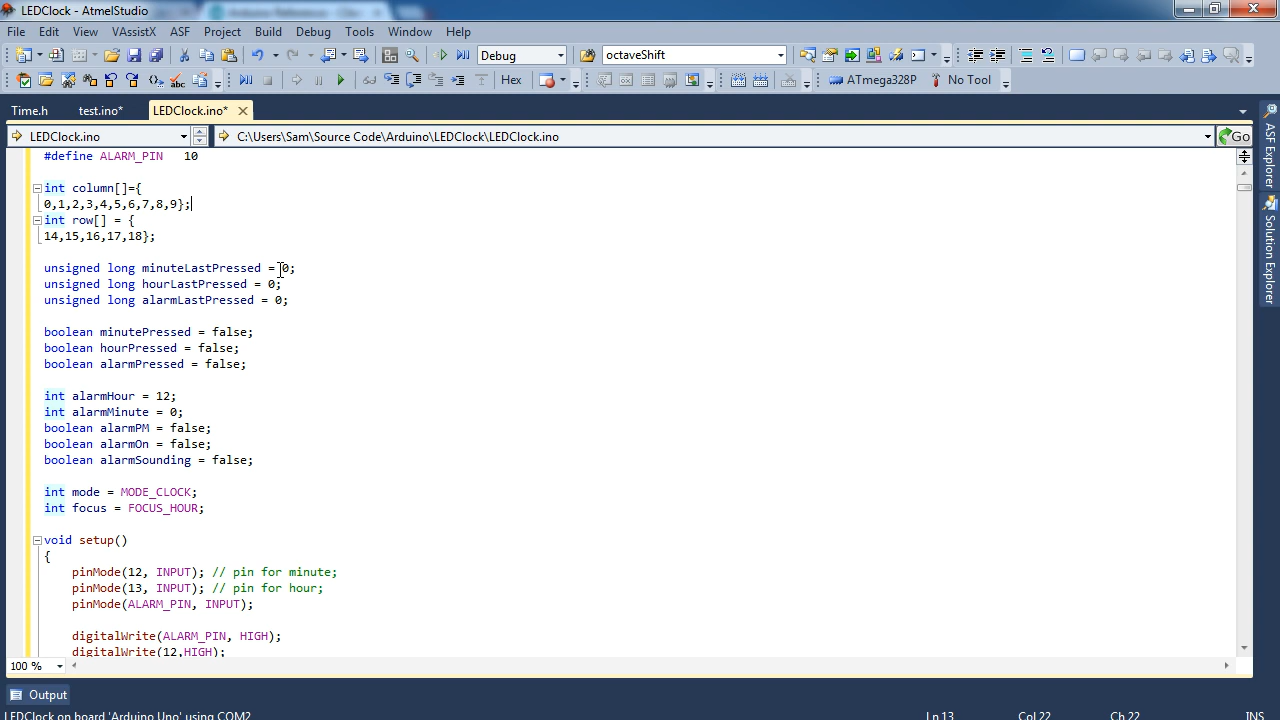 LEDClock - AtmelStudio
File Edit View VAssistX ASF Project Build Debug Tools Window Help
Debug octaveShift
Hex ATmega328P No Tool
Time.h test.ino* LEDClock.ino*
LEDClock.ino C:\Users\Sam\Source Code\Arduino\LEDClock\LEDClock.ino Go
#define ALARM_PIN 10
int column[]={
0,1,2,3,4,5,6,7,8,9};
int row[] = {
14,15,16,17,18};
unsigned long minuteLastPressed = 0;
unsigned long hourLastPressed = 0;
unsigned long alarmLastPressed = 0;
boolean minutePressed = false;
boolean hourPressed = false;
boolean alarmPressed = false;
int alarmHour = 12;
int alarmMinute = 0;
boolean alarmPM = false;
boolean alarmOn = false;
boolean alarmSounding = false;
int mode = MODE_CLOCK;
int focus = FOCUS_HOUR;
void setup()
{
pinMode(12, INPUT); // pin for minute;
pinMode(13, INPUT); // pin for hour;
pinMode(ALARM_PIN, INPUT);
digitalWrite(ALARM_PIN, HIGH);
digitalWrite(12,HIGH);
100 %
Output
LEDClock on board 'Arduino Uno' using COM2 Ln 13 Col 22 Ch 22 INS
ASF Explorer
Solution Explorer